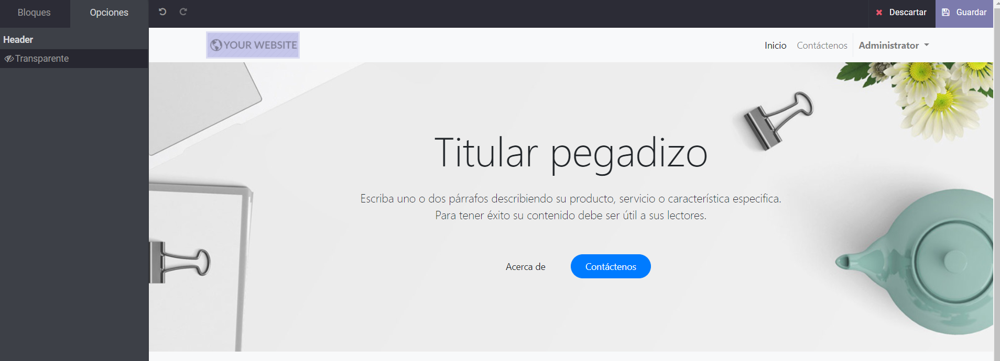 Bloques
Opciones
Descartar
Guardar
Header
Transparente
YOUR WEBSITE
Inicio
Contáctenos
Administrator
Titular pegadizo
Escriba uno o dos párrafos describiendo su producto, servicio o característica especifica.
Para tener éxito su contenido debe ser útil a sus lectores.
Acerca de
Contáctenos